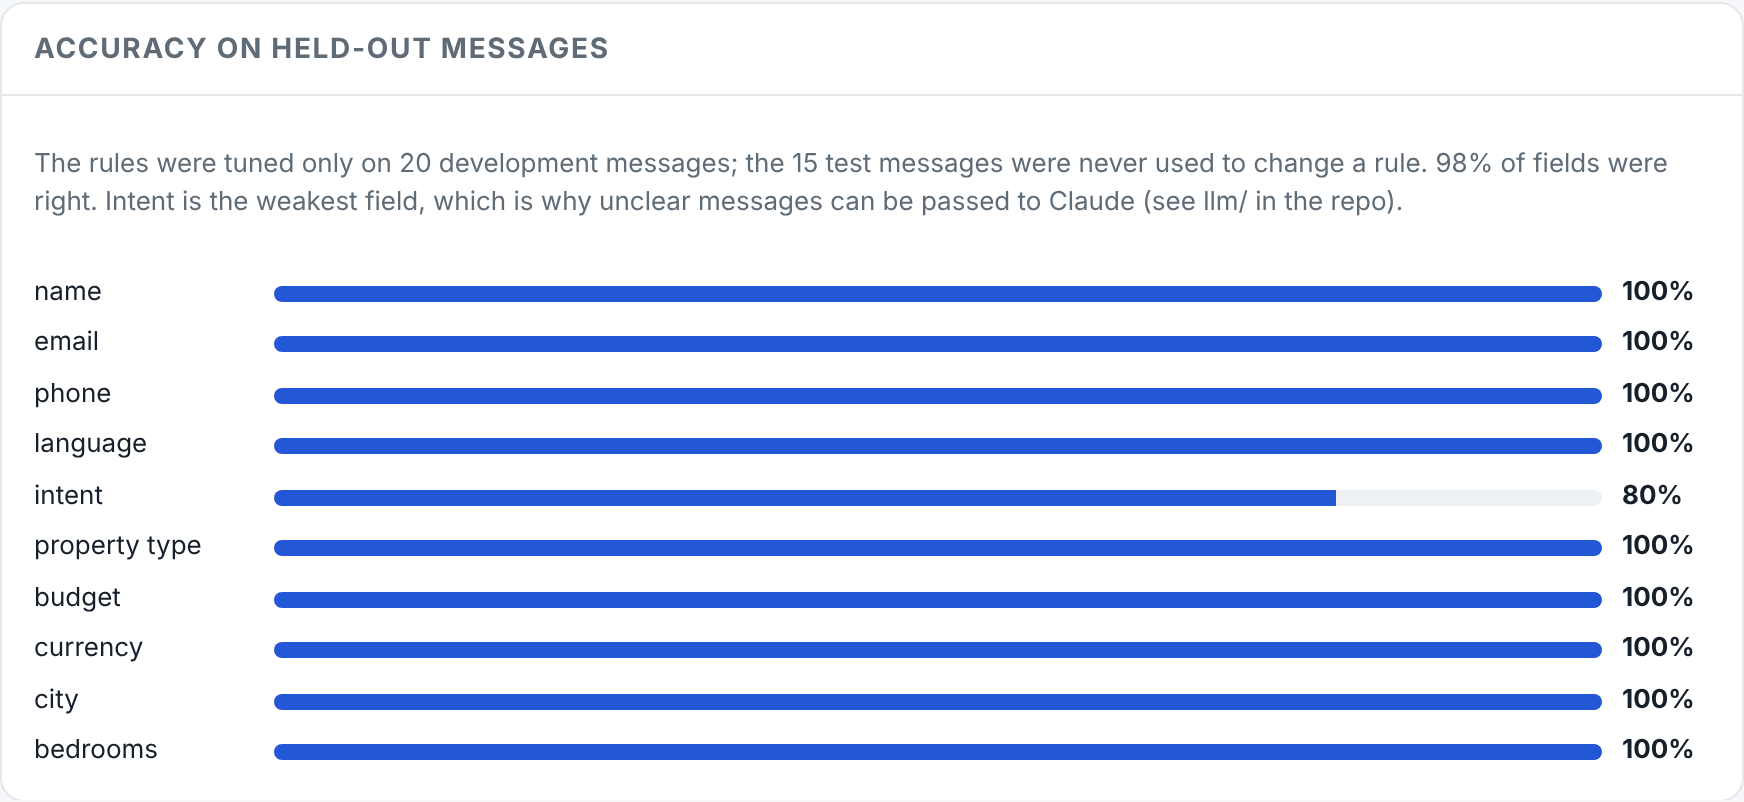 ACCURACY ON HELD-OUT MESSAGES
The rules were tuned only on 20 development messages; the 15 test messages were never used to change a rule. 98% of fields were
right. Intent is the weakest field, which is why unclear messages can be passed to Claude (see llm/ in the repo).
name 100%
email 100%
phone 100%
language 100%
intent 80%
property type 100%
budget 100%
currency 100%
city 100%
bedrooms 100%